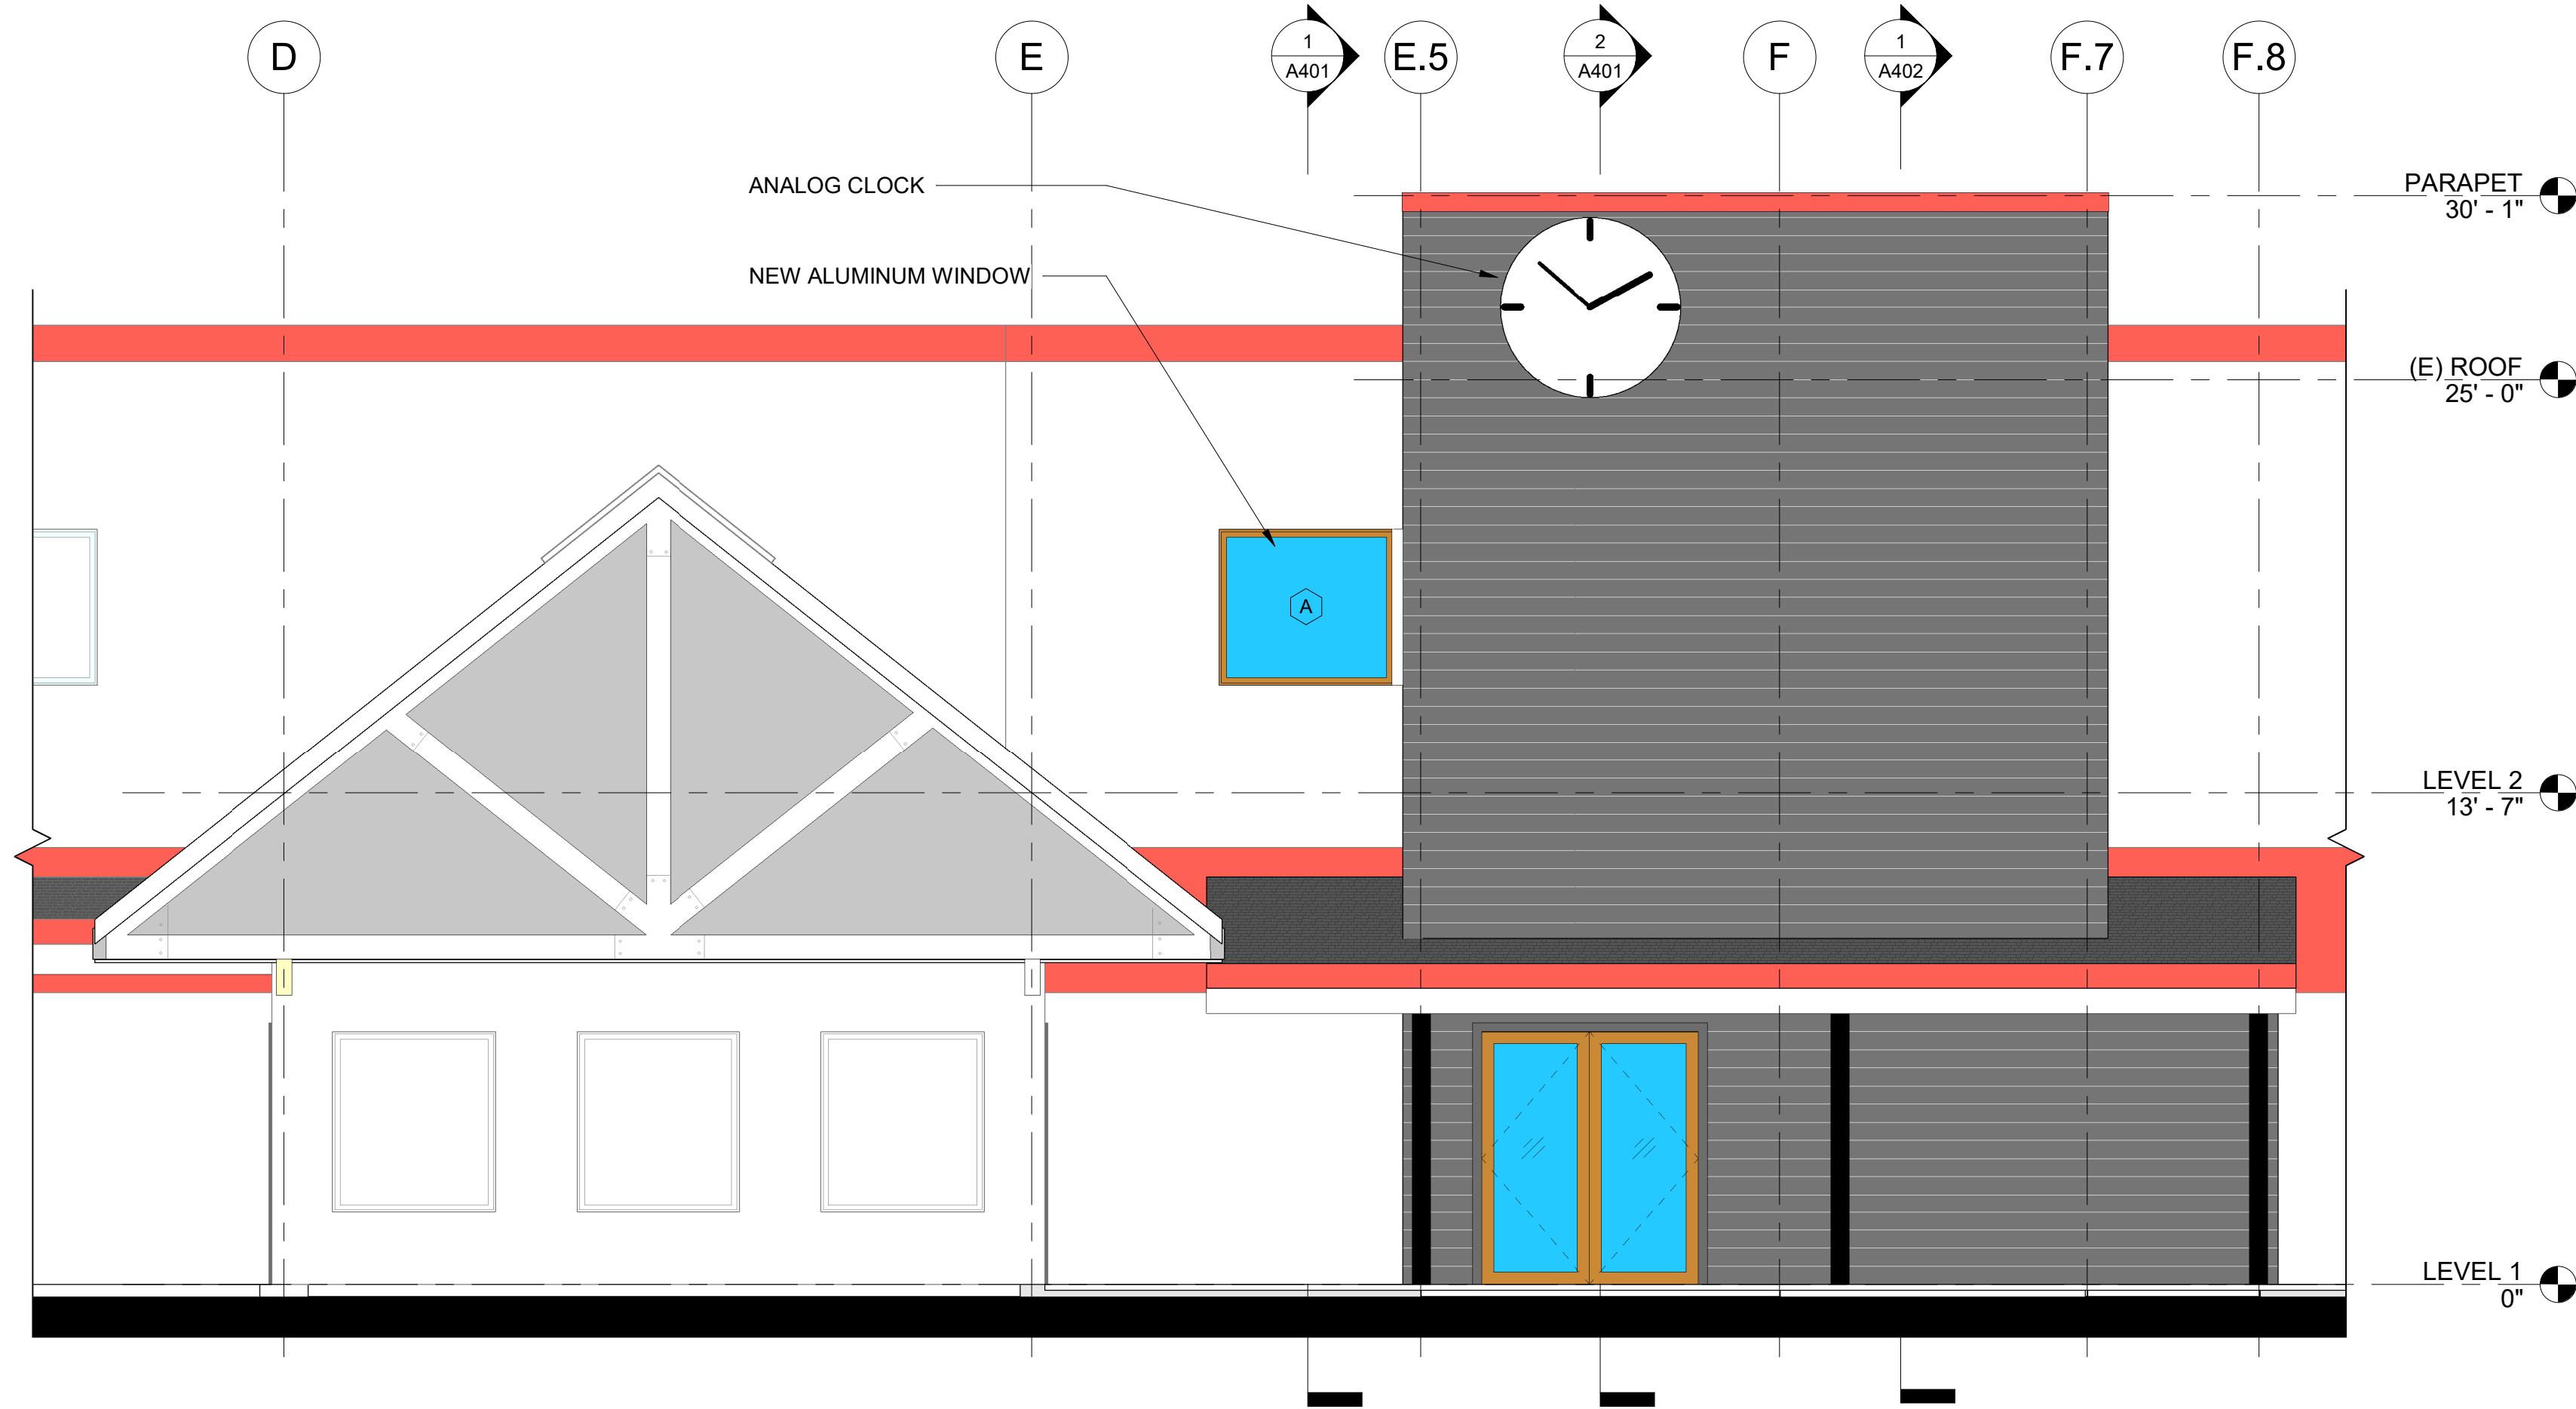 D
E
1
A401
E.5
2
A401
F
1
A402
F.7
F.8
ANALOG CLOCK
NEW ALUMINUM WINDOW
PARAPET
30' - 1"
(E) ROOF
25' - 0"
A
LEVEL 2
13' - 7"
LEVEL 1
0"